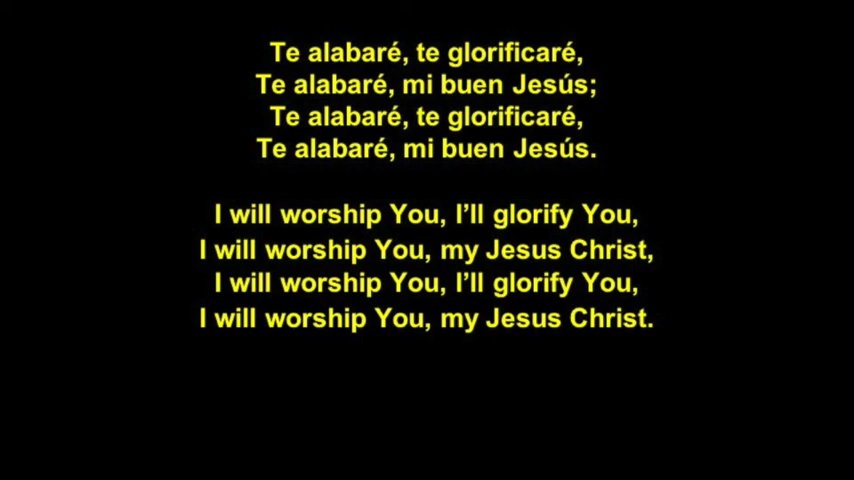 Te alabaré, te glorificaré,
Te alabaré, mi buen Jesús;
Te alabaré, te glorificaré,
Te alabaré, mi buen Jesús.
I will worship You, I’ll glorify You,
I will worship You, my Jesus Christ,
I will worship You, I’ll glorify You,
I will worship You, my Jesus Christ.